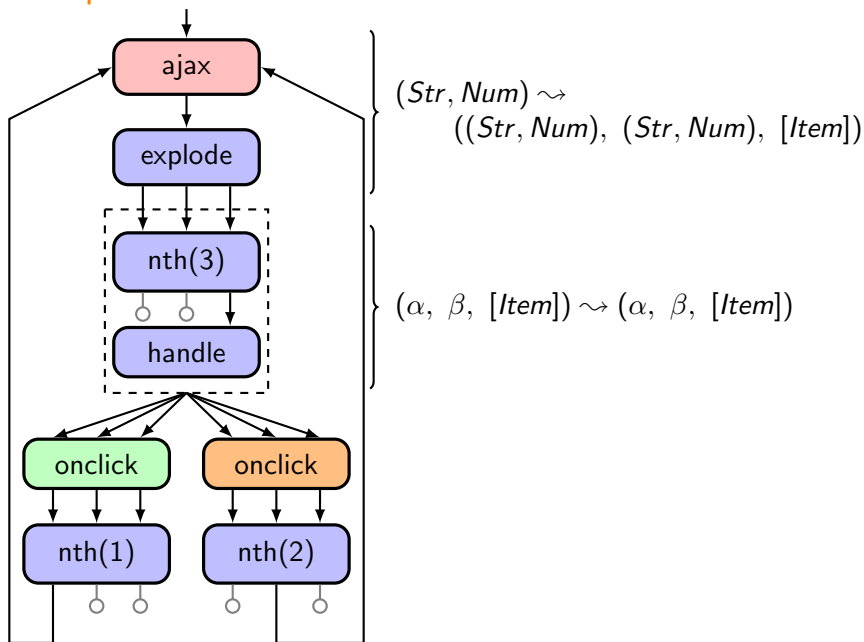 ajax
(Str, Num) ⇝
((Str, Num), (Str, Num), [Item])
explode
nth(3)
(α, β, [Item]) ⇝ (α, β, [Item])
handle
onclick onclick
nth(1) nth(2)